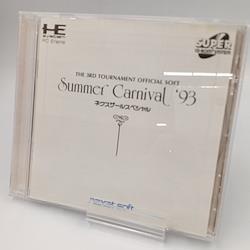 PC Engine
SUPER
THE 3RD TOURNAMENT OFFICIAL SOFT
Summer Carnival '93
ネクスザールスペシャル
naxat soft